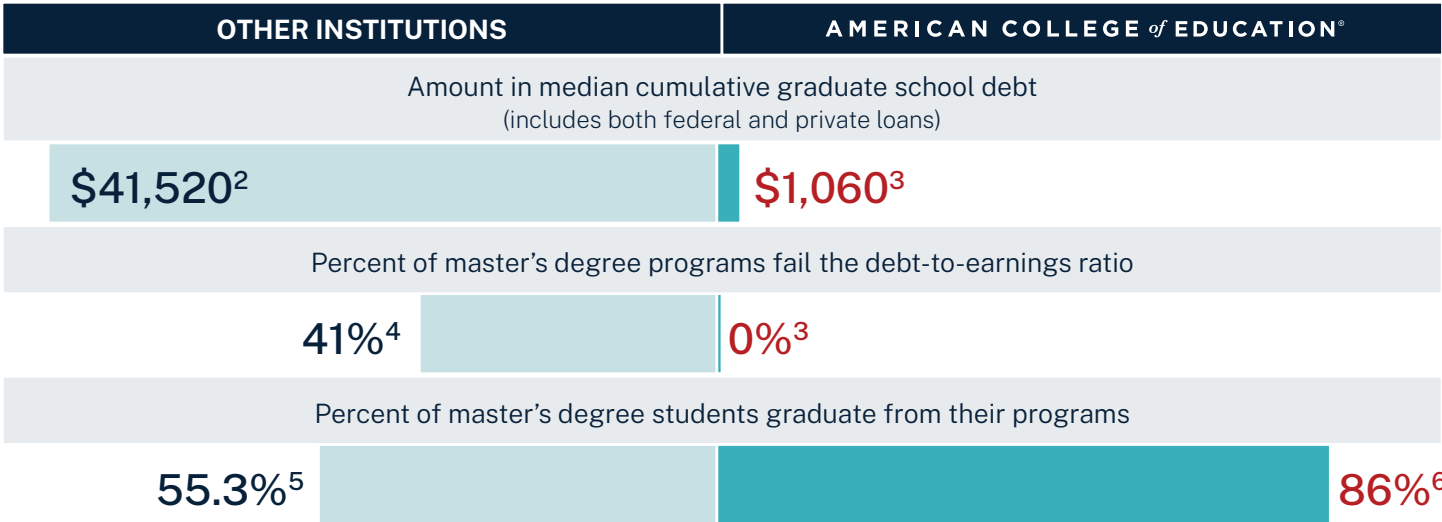 OTHER INSTITUTIONS
AMERICAN COLLEGE of EDUCATION®
Amount in median cumulative graduate school debt
(includes both federal and private loans)
$41,520²
$1,060³
Percent of master’s degree programs fail the debt-to-earnings ratio
41%⁴
0%³
Percent of master’s degree students graduate from their programs
55.3%⁵
86%⁶